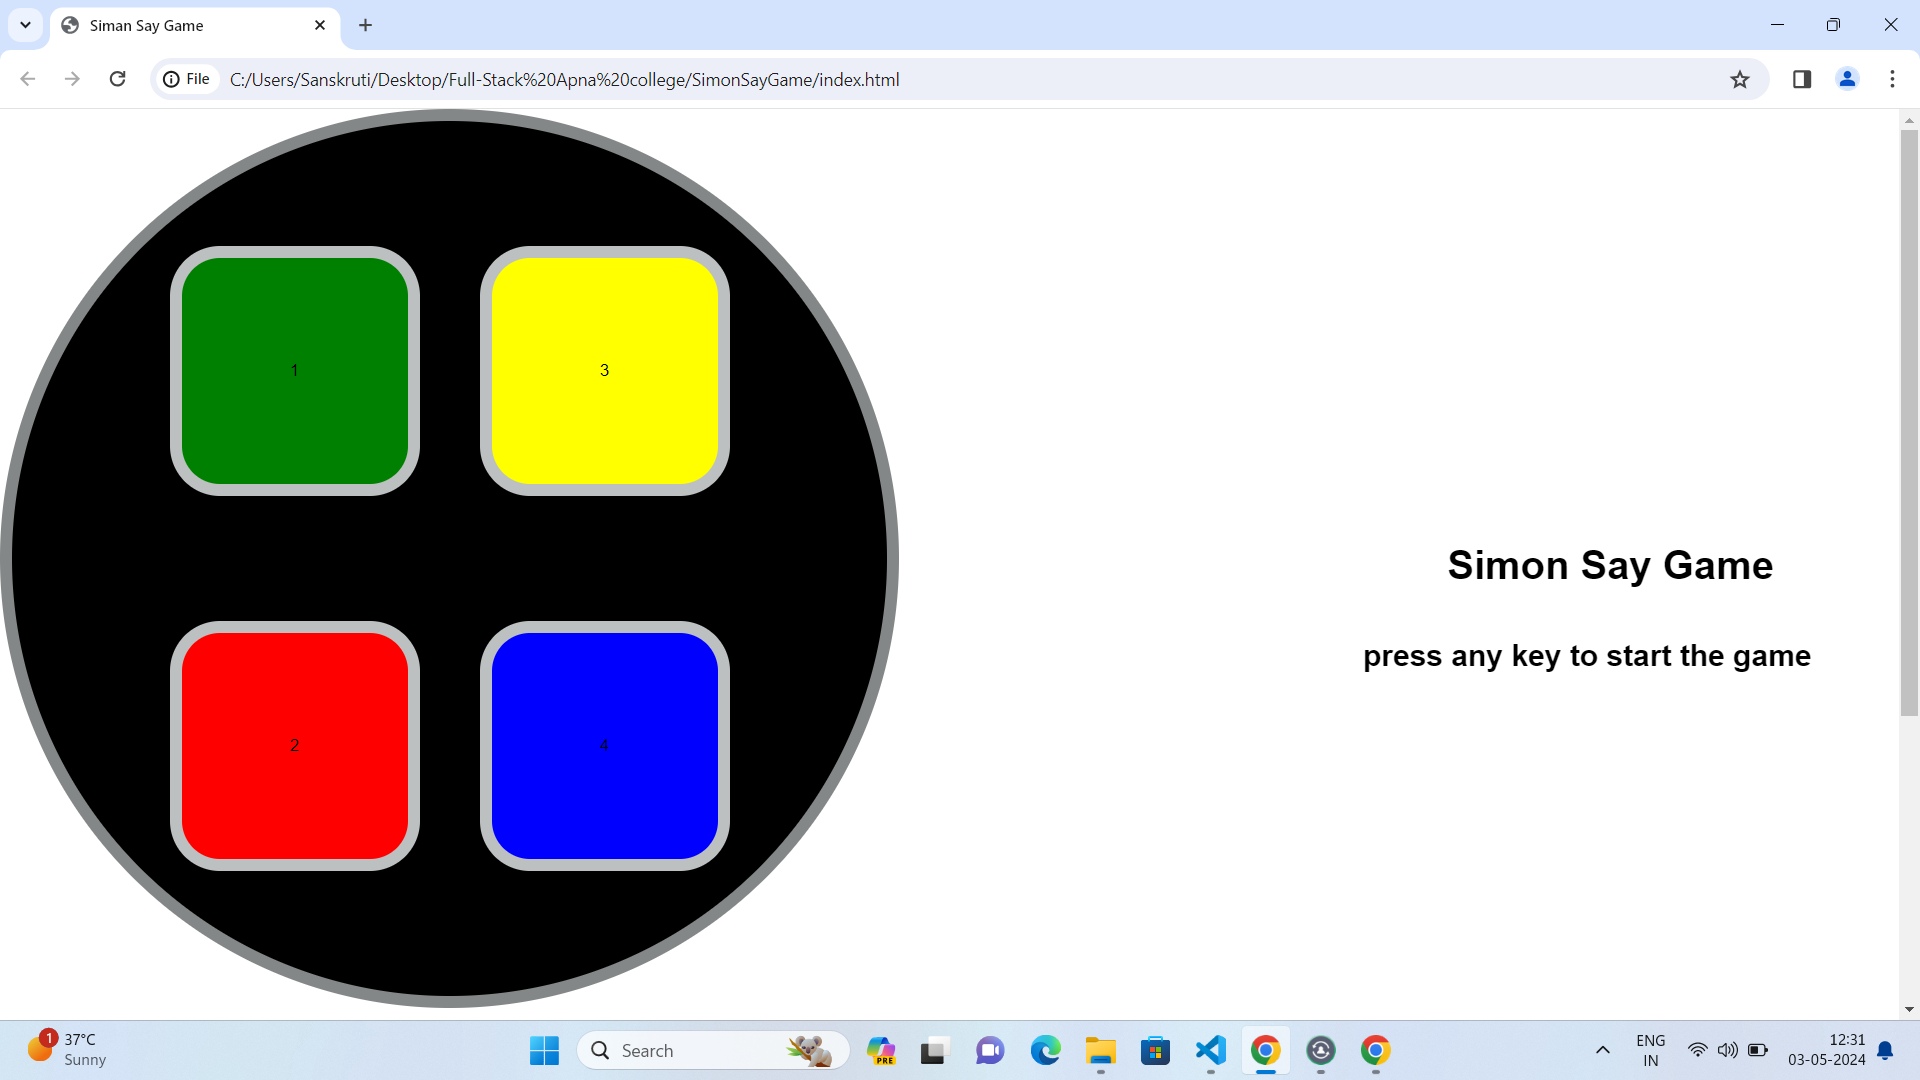 Siman Say Game
File
C:/Users/Sanskruti/Desktop/Full-Stack%20Apna%20college/SimonSayGame/index.html
1
3
Simon Say Game
press any key to start the game
2
4
1
37°C
Sunny
Search
PRE
ENG
IN
12:31
03-05-2024